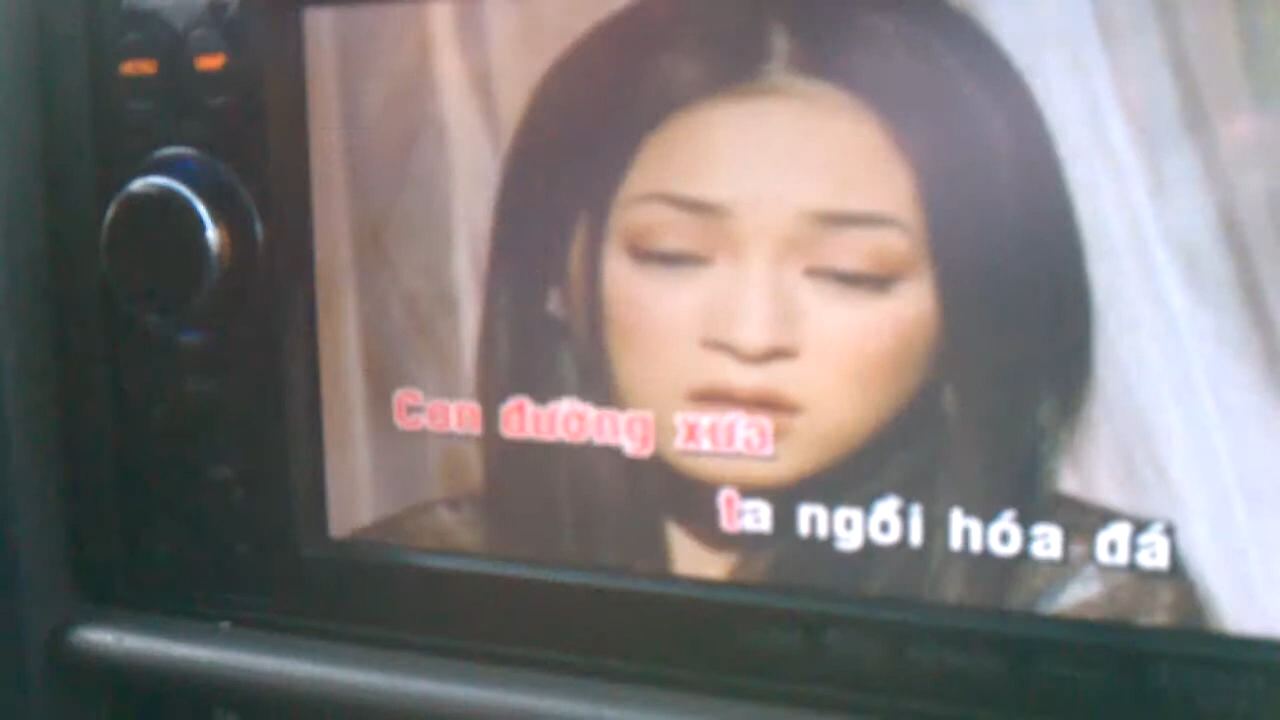 Con đường xưa
ta ngồi hóa đá